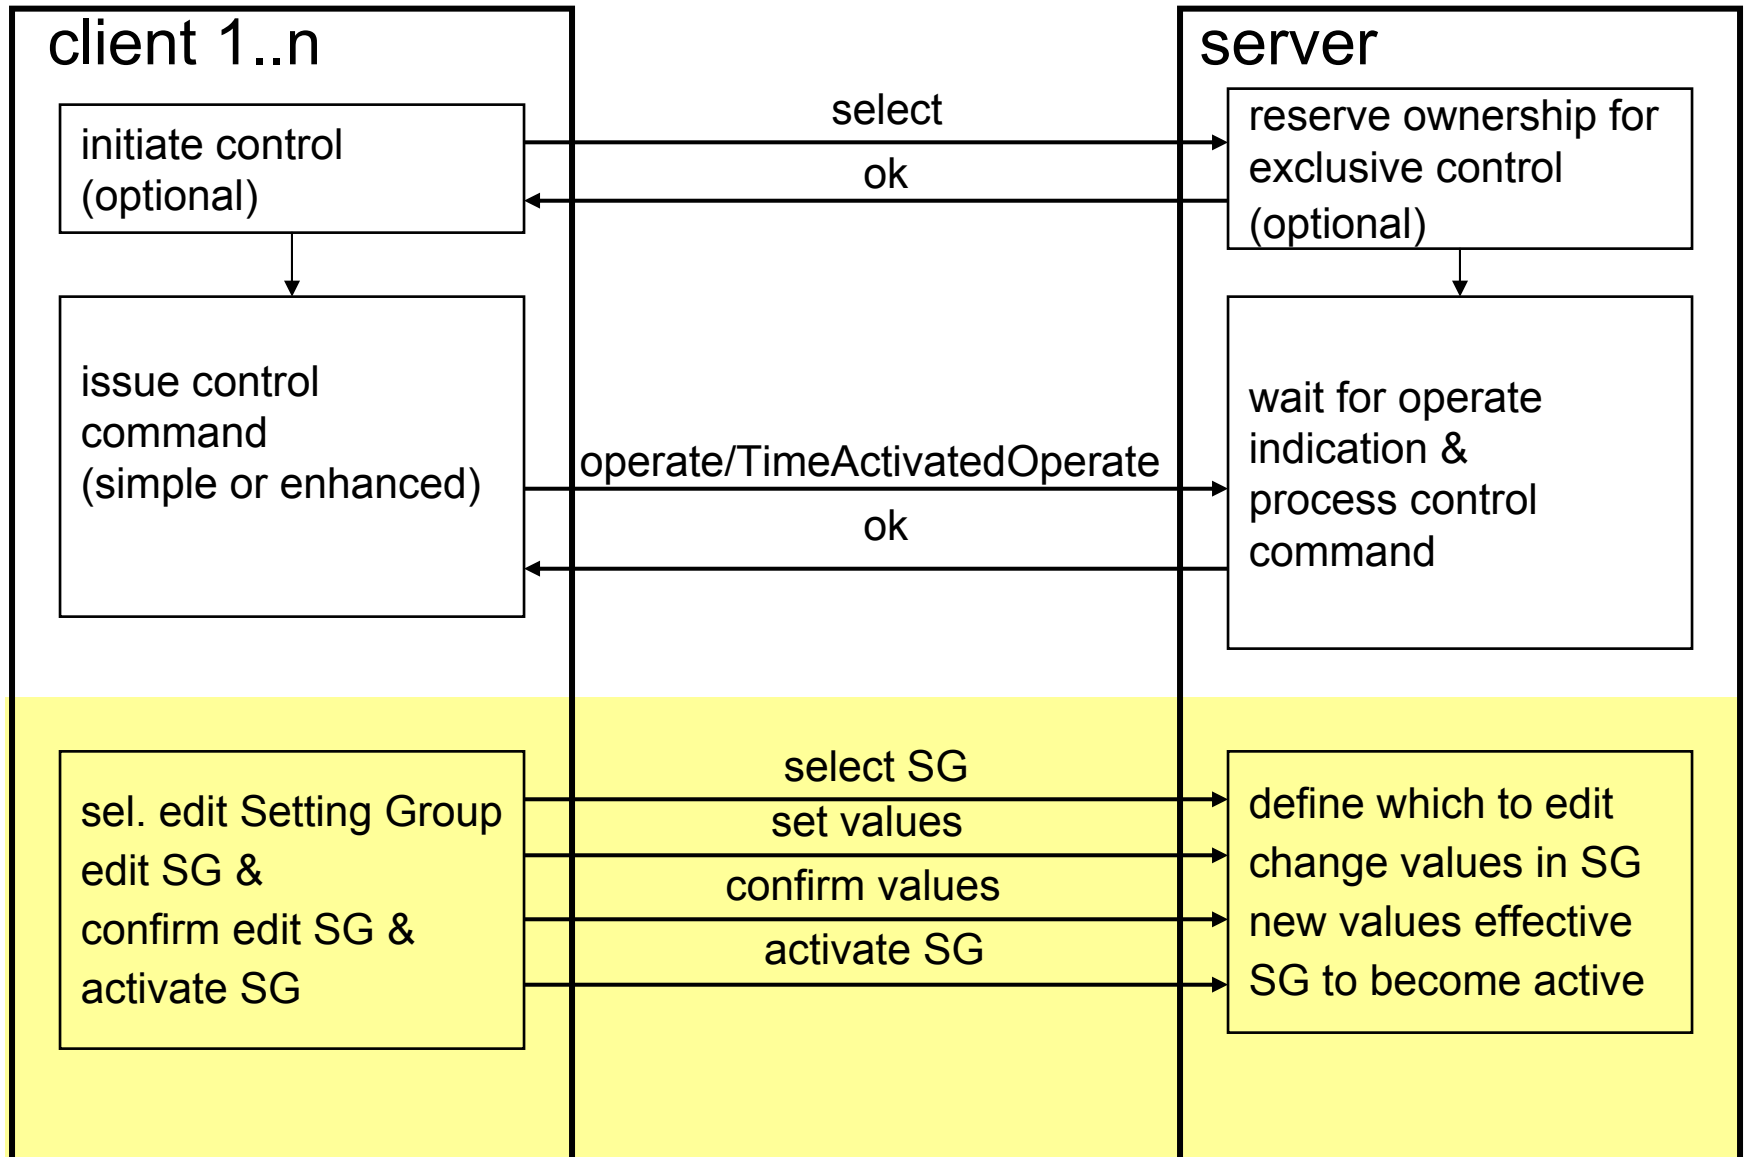 client 1..n
server
initiate control
(optional)
select
ok
reserve ownership for
exclusive control
(optional)
issue control
command
(simple or enhanced)
operate/TimeActivatedOperate
ok
wait for operate
indication &
process control
command
sel. edit Setting Group
edit SG &
confirm edit SG &
activate SG
select SG
set values
confirm values
activate SG
define which to edit
change values in SG
new values effective
SG to become active